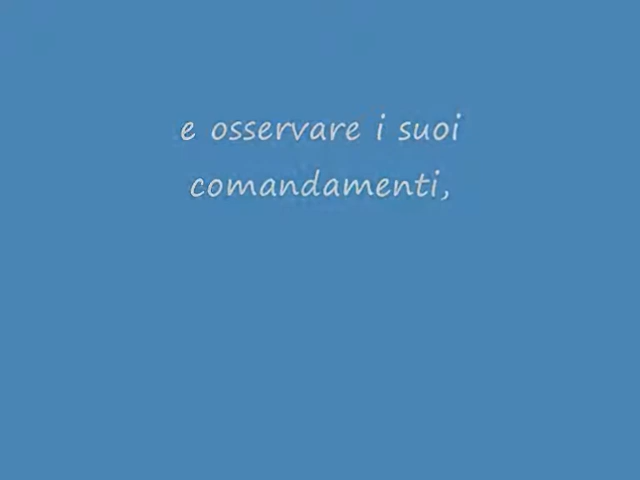 e osservare i suoi
comandamenti,